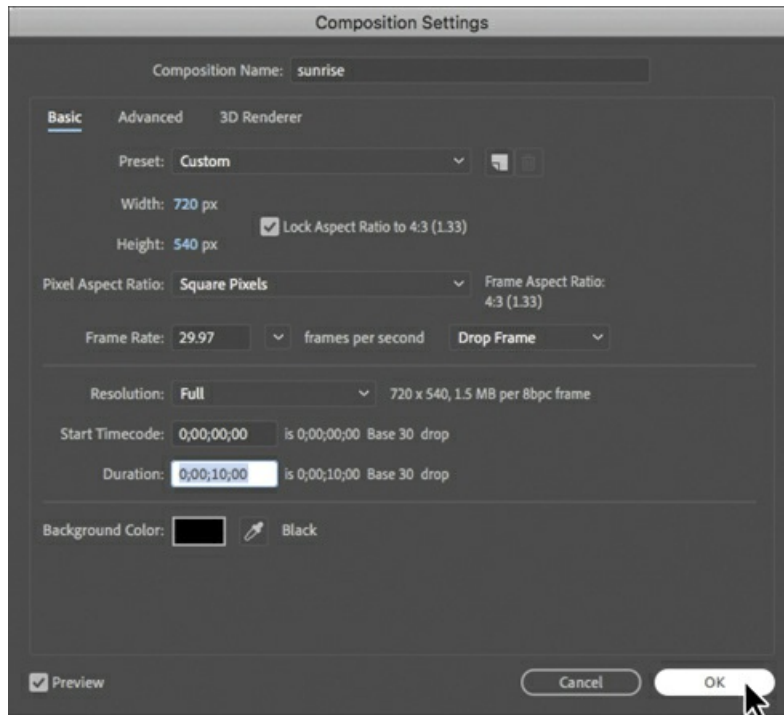 Composition Settings
Composition Name: sunrise
Basic Advanced 3D Renderer
Preset: Custom
Width: 720 px
Lock Aspect Ratio to 4:3 (1.33)
Height: 540 px
Pixel Aspect Ratio: Square Pixels
Frame Aspect Ratio:
4:3 (1.33)
Frame Rate: 29.97 frames per second Drop Frame
Resolution: Full 720 x 540, 1.5 MB per 8bpc frame
Start Timecode: 0;00;00;00 is 0;00;00;00 Base 30 drop
Duration: 0;00;10;00 is 0;00;10;00 Base 30 drop
Background Color: Black
Preview Cancel OK